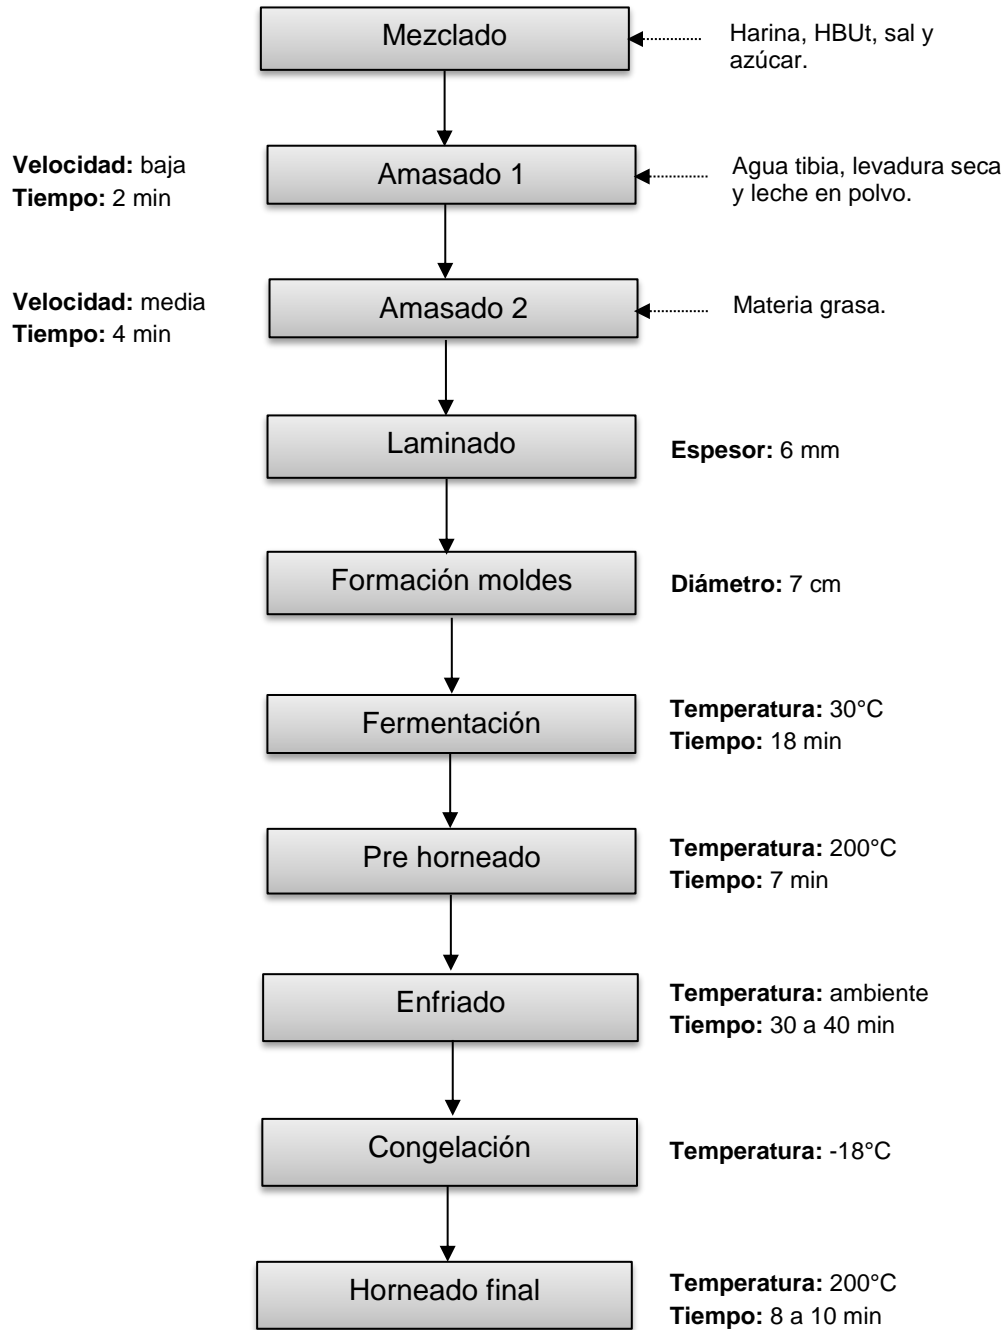 Mezclado
Harina, HBUt, sal y
azúcar.
Velocidad: baja
Tiempo: 2 min
Amasado 1
Agua tibia, levadura seca
y leche en polvo.
Velocidad: media
Tiempo: 4 min
Amasado 2
Materia grasa.
Laminado
Espesor: 6 mm
Formación moldes
Diámetro: 7 cm
Fermentación
Temperatura: 30°C
Tiempo: 18 min
Pre horneado
Temperatura: 200°C
Tiempo: 7 min
Enfriado
Temperatura: ambiente
Tiempo: 30 a 40 min
Congelación
Temperatura: -18°C
Horneado final
Temperatura: 200°C
Tiempo: 8 a 10 min